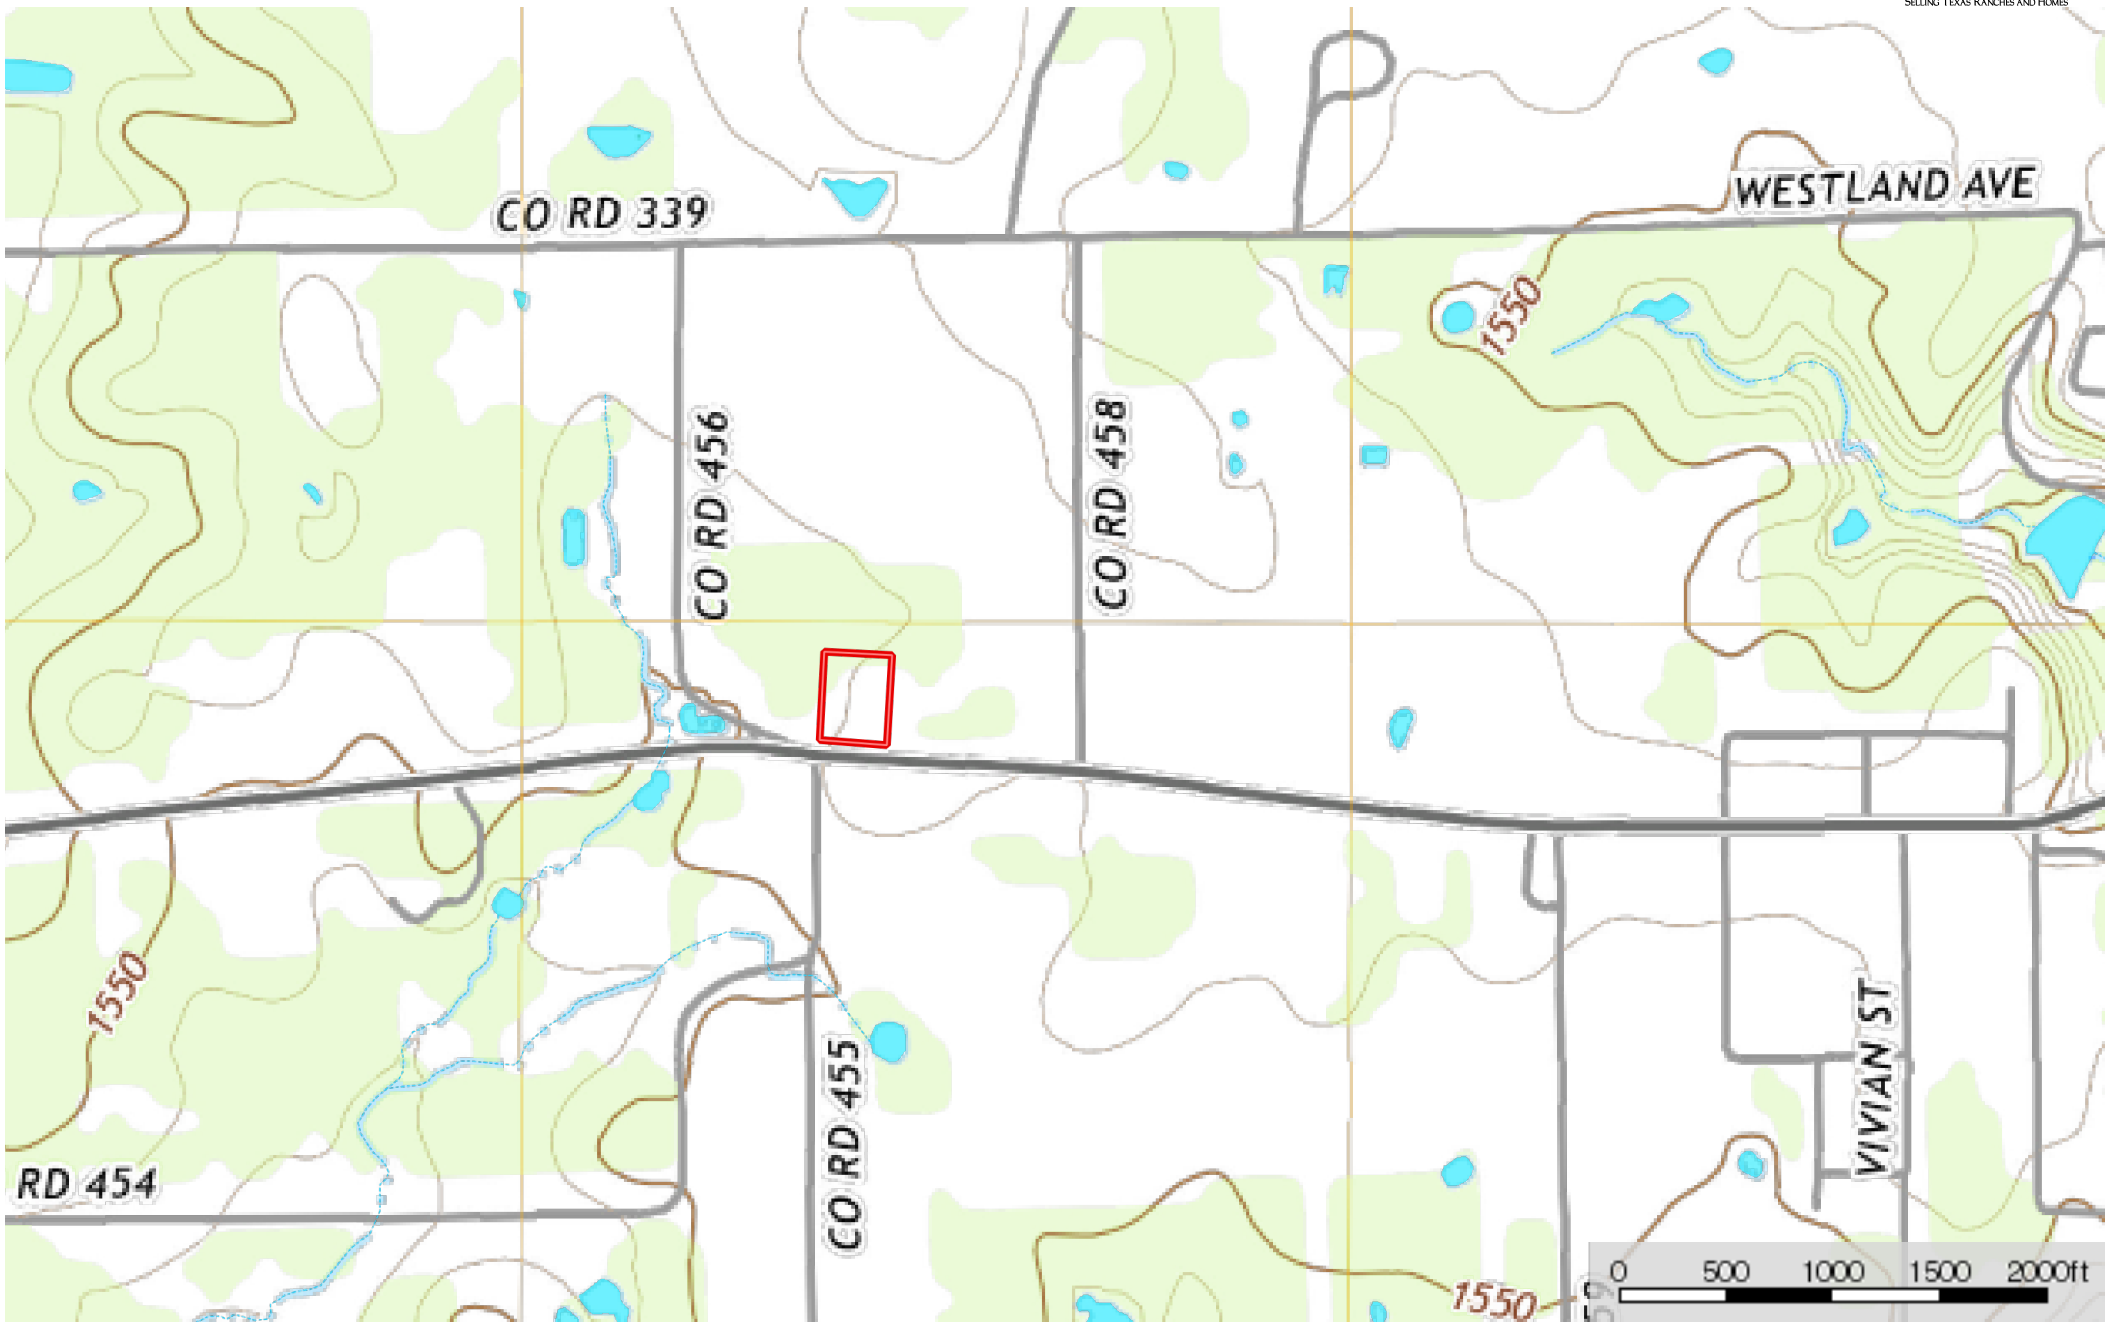 SELLING TEXAS RANCHES AND HOMES
WESTLAND AVE
CO RD 339
1550
CO RD 456
CO RD 458
1550
VIVIAN ST
CO RD 455
RD 454
0 500 1000 1500 2000ft
1550
59